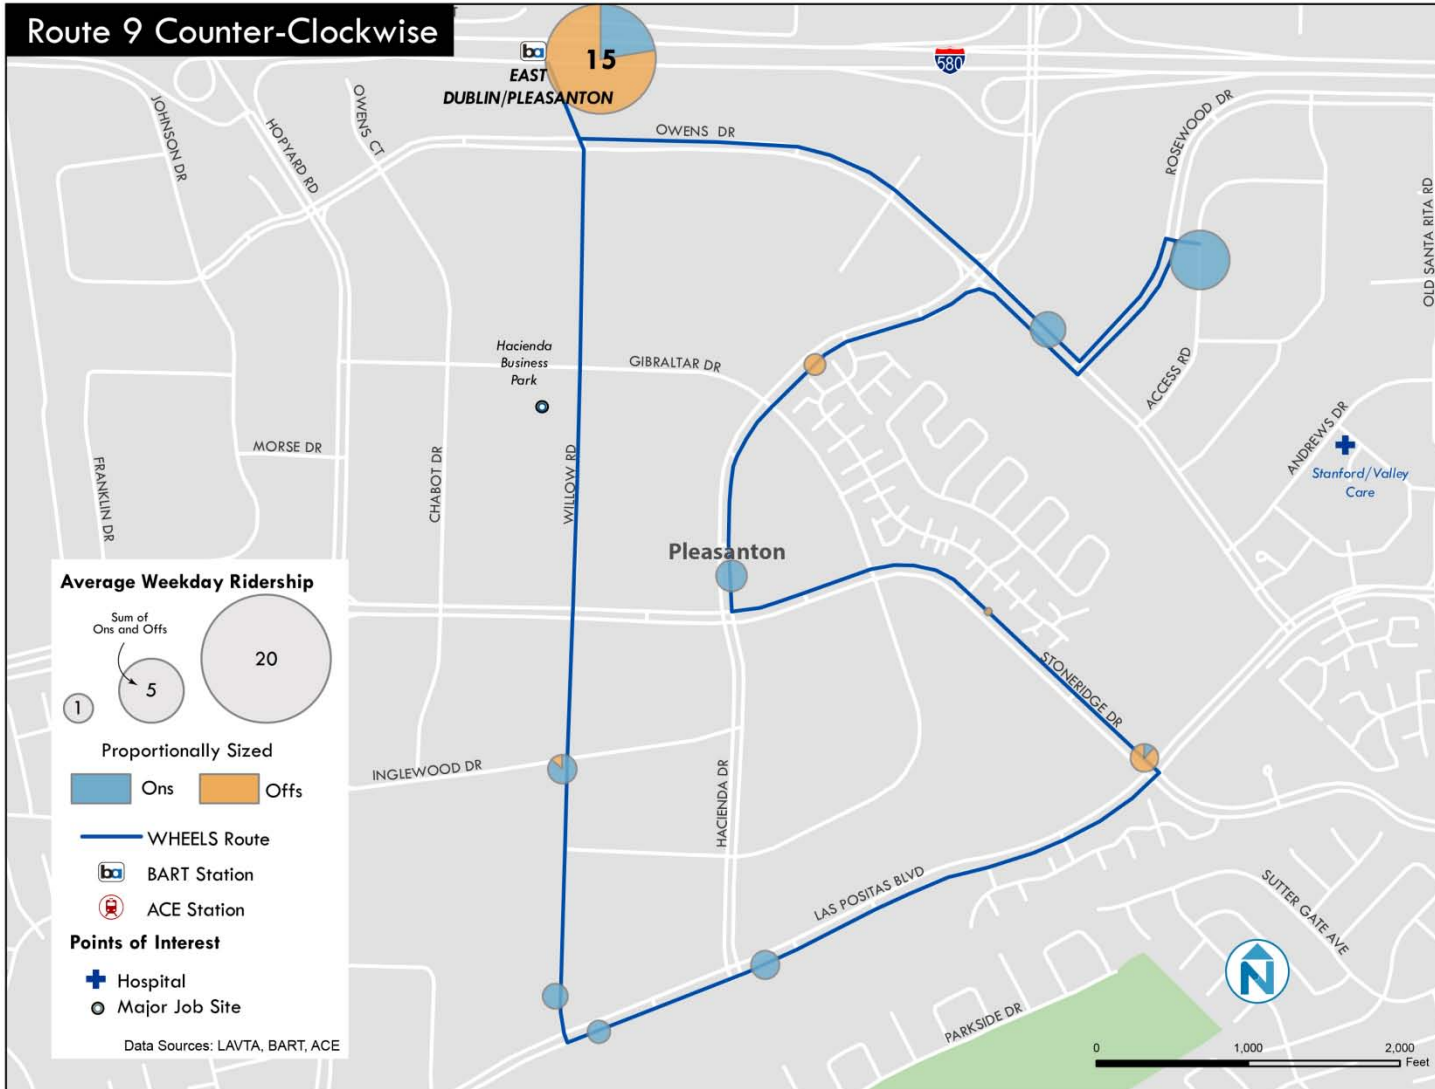 Route 9 Counter-Clockwise
ba
15
EAST
DUBLIN/PLEASANTON
580
OWENS DR
ROSEWOOD DR
JOHNSON DR
HOPYARD RD
OWENS CT
OLD SANTA RITA RD
Hacienda
Business
Park
GIBRALTAR DR
ACCESS RD
ANDREWS DR
Stanford/Valley
Care
MORSE DR
FRANKLIN DR
CHABOT DR
WILLOW RD
Pleasanton
STONERIDGE DR
INGLEWOOD DR
HACIENDA DR
LAS POSITAS BLVD
SUTTER GATE AVE
PARKSIDE DR
N
0 1,000 2,000
Feet
Average Weekday Ridership
Sum of
Ons and Offs
1
5
20
Proportionally Sized
Ons
Offs
WHEELS Route
ba
BART Station
ACE Station
Points of Interest
Hospital
Major Job Site
Data Sources: LAVTA, BART, ACE